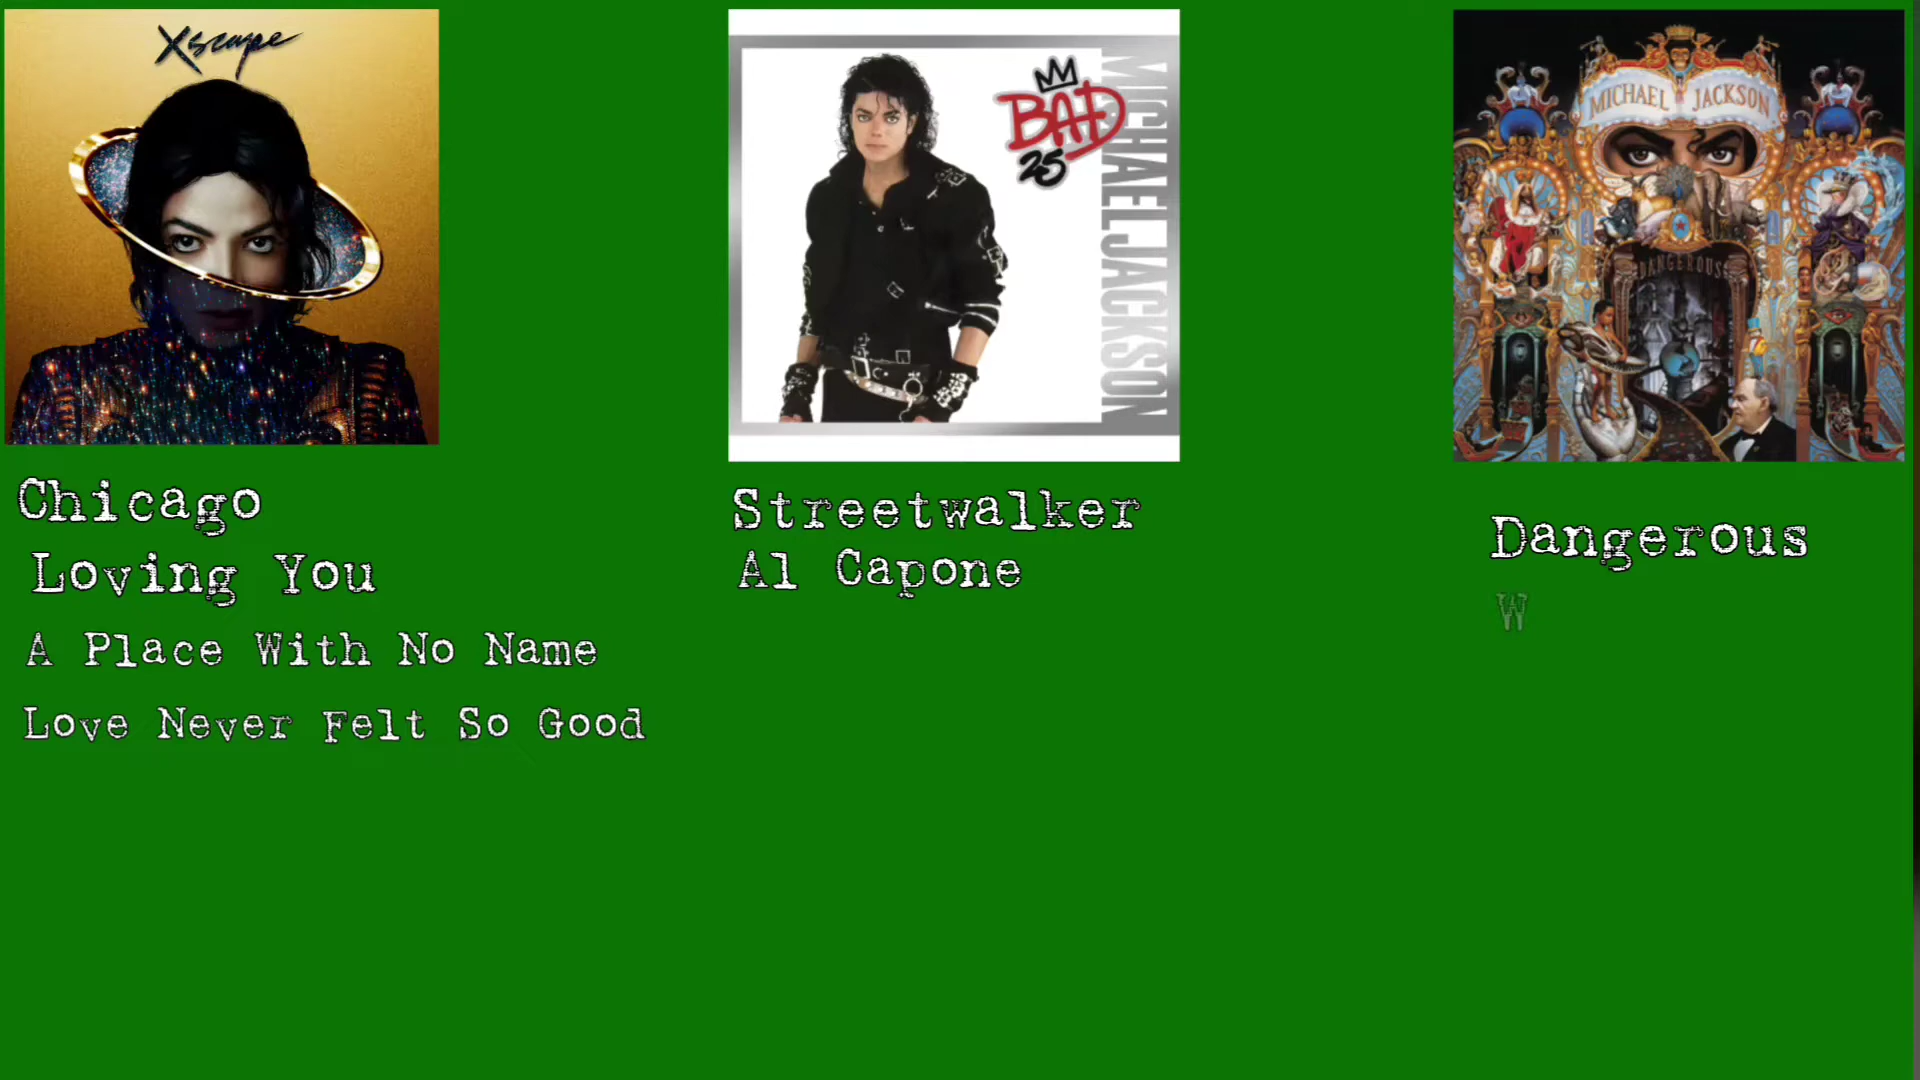 Xscape
Chicago
Loving You
A Place With No Name
Love Never Felt So Good
BAD
25
MICHAEL JACKSON
Streetwalker
Al Capone
MICHAEL JACKSON
DANGEROUS
Dangerous
W